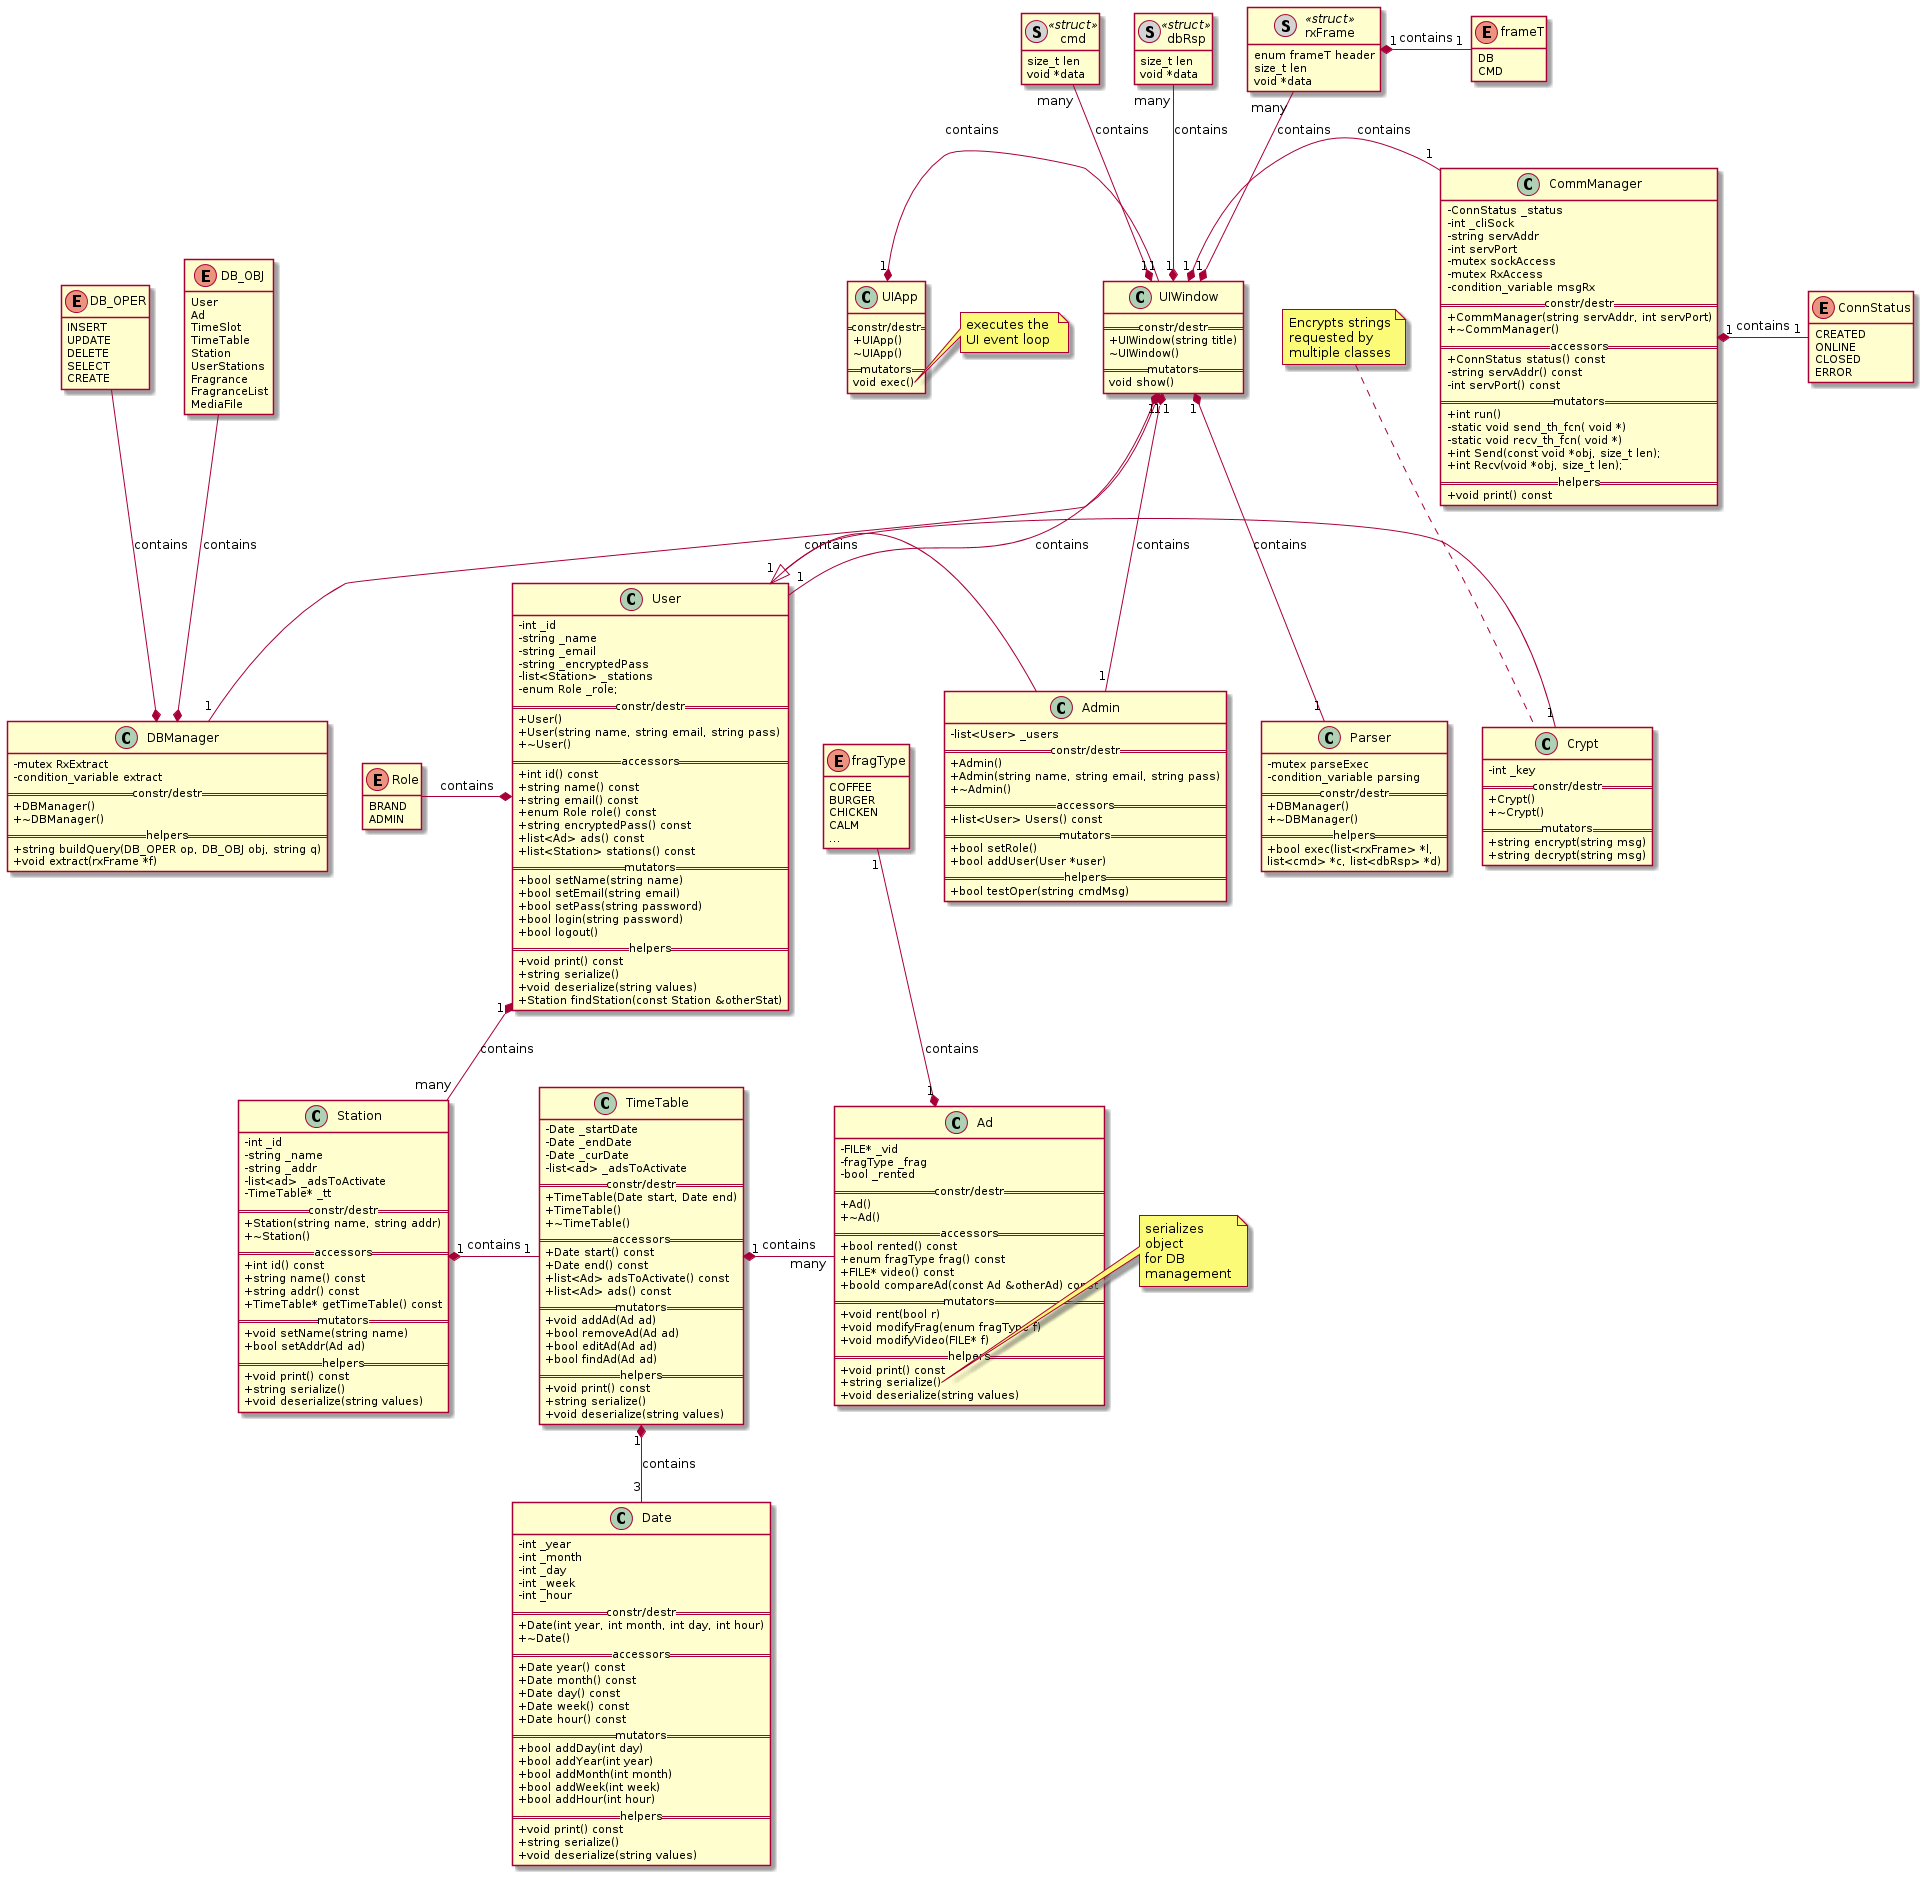 S «struct»
cmd
size_t len
void *data
S «struct»
dbRsp
size_t len
void *data
S «struct»
rxFrame
enum frameT header
size_t len
void *data
1 contains 1
E frameT
DB
CMD
many
many
many
contains
contains
contains
contains
contains
1
C CommManager
-ConnStatus _status
-int _cliSock
-string servAddr
-int servPort
-mutex sockAccess
-mutex RxAccess
-condition_variable msgRx
constr/destr
+CommManager(string servAddr, int servPort)
+~CommManager()
accessors
+ConnStatus status() const
-string servAddr() const
-int servPort() const
mutators
+int run()
-static void send_th_fcn( void *)
-static void recv_th_fcn( void *)
+int Send(const void *obj, size_t len);
+int Recv(void *obj, size_t len);
helpers
+void print() const
1 contains 1
E ConnStatus
CREATED
ONLINE
CLOSED
ERROR
E DB_OPER
INSERT
UPDATE
DELETE
SELECT
CREATE
E DB_OBJ
User
Ad
TimeSlot
TimeTable
Station
UserStations
Fragrance
FragranceList
MediaFile
1
C UIApp
constr/destr
+UIApp()
~UIApp()
mutators
void exec()
executes the
UI event loop
1 1 1 1 1
C UIWindow
constr/destr
+UIWindow(string title)
~UIWindow()
mutators
void show()
1 1 1 1
Encrypts strings
requested by
multiple classes
contains
contains
contains
contains
contains
contains
1
1
1
1
1
1
C DBManager
-mutex RxExtract
-condition_variable extract
constr/destr
+DBManager()
+~DBManager()
helpers
+string buildQuery(DB_OPER op, DB_OBJ obj, string q)
+void extract(rxFrame *f)
E Role
BRAND
ADMIN
contains
C User
-int _id
-string _name
-string _email
-string _encryptedPass
-list<Station> _stations
-enum Role _role;
constr/destr
+User()
+User(string name, string email, string pass)
+~User()
accessors
+int id() const
+string name() const
+string email() const
+enum Role role() const
+string encryptedPass() const
+list<Ad> ads() const
+list<Station> stations() const
mutators
+bool setName(string name)
+bool setEmail(string email)
+bool setPass(string password)
+bool login(string password)
+bool logout()
helpers
+void print() const
+string serialize()
+void deserialize(string values)
+Station findStation(const Station &otherStat)
E fragType
COFFEE
BURGER
CHICKEN
CALM
...
1
C Admin
-list<User> _users
constr/destr
+Admin()
+Admin(string name, string email, string pass)
+~Admin()
accessors
+list<User> Users() const
mutators
+bool setRole()
+bool addUser(User *user)
helpers
+bool testOper(string cmdMsg)
C Parser
-mutex parseExec
-condition_variable parsing
constr/destr
+DBManager()
+~DBManager()
helpers
+bool exec(list<rxFrame> *l,
list<cmd> *c, list<dbRsp> *d)
C Crypt
-int _key
constr/destr
+Crypt()
+~Crypt()
mutators
+string encrypt(string msg)
+string decrypt(string msg)
1
contains
many
contains
1
C Station
-int _id
-string _name
-string _addr
-list<ad> _adsToActivate
-TimeTable* _tt
constr/destr
+Station(string name, string addr)
+~Station()
accessors
+int id() const
+string name() const
+string addr() const
+TimeTable* getTimeTable() const
mutators
+void setName(string name)
+bool setAddr(Ad ad)
helpers
+void print() const
+string serialize()
+void deserialize(string values)
1 contains 1
C TimeTable
-Date _startDate
-Date _endDate
-Date _curDate
-list<ad> _adsToActivate
constr/destr
+TimeTable(Date start, Date end)
+TimeTable()
+~TimeTable()
accessors
+Date start() const
+Date end() const
+list<Ad> adsToActivate() const
+list<Ad> ads() const
mutators
+void addAd(Ad ad)
+bool removeAd(Ad ad)
+bool editAd(Ad ad)
+bool findAd(Ad ad)
helpers
+void print() const
+string serialize()
+void deserialize(string values)
1 contains
many
C Ad
-FILE* _vid
-fragType _frag
-bool _rented
constr/destr
+Ad()
+~Ad()
accessors
+bool rented() const
+enum fragType frag() const
+FILE* video() const
+boold compareAd(const Ad &otherAd) const
mutators
+void rent(bool r)
+void modifyFrag(enum fragType f)
+void modifyVideo(FILE* f)
helpers
+void print() const
+string serialize()
+void deserialize(string values)
serializes
object
for DB
management
1
contains
3
C Date
-int _year
-int _month
-int _day
-int _week
-int _hour
constr/destr
+Date(int year, int month, int day, int hour)
+~Date()
accessors
+Date year() const
+Date month() const
+Date day() const
+Date week() const
+Date hour() const
mutators
+bool addDay(int day)
+bool addYear(int year)
+bool addMonth(int month)
+bool addWeek(int week)
+bool addHour(int hour)
helpers
+void print() const
+string serialize()
+void deserialize(string values)